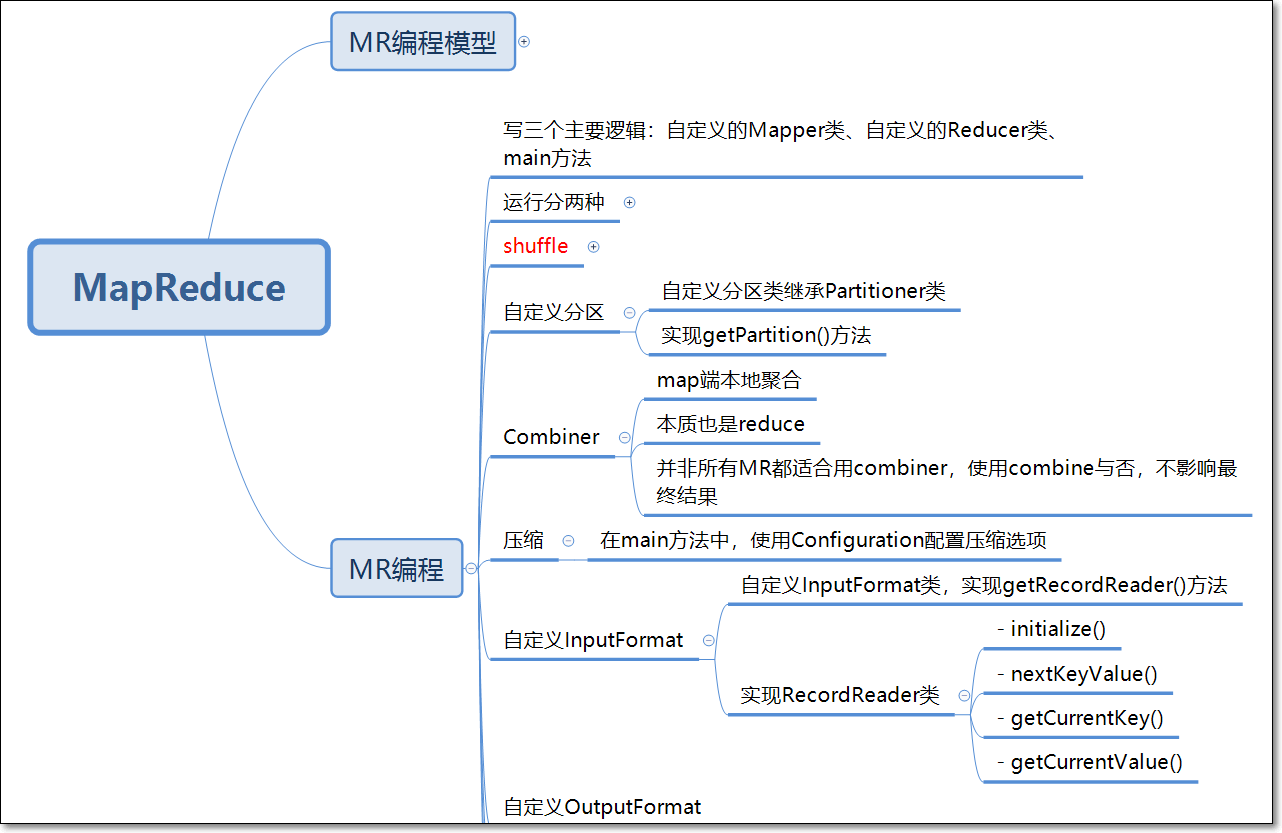 MR编程模型
写三个主要逻辑：自定义的Mapper类、自定义的Reducer类、
main方法
运行分两种
shuffle
MapReduce
自定义分区
自定义分区类继承Partitioner类
实现getPartition()方法
Combiner
map端本地聚合
本质也是reduce
并非所有MR都适合用combiner，使用combine与否，不影响最
终结果
MR编程
压缩
在main方法中，使用Configuration配置压缩选项
自定义InputFormat
自定义InputFormat类，实现getRecordReader()方法
实现RecordReader类
- initialize()
- nextKeyValue()
- getCurrentKey()
- getCurrentValue()
自定义OutputFormat